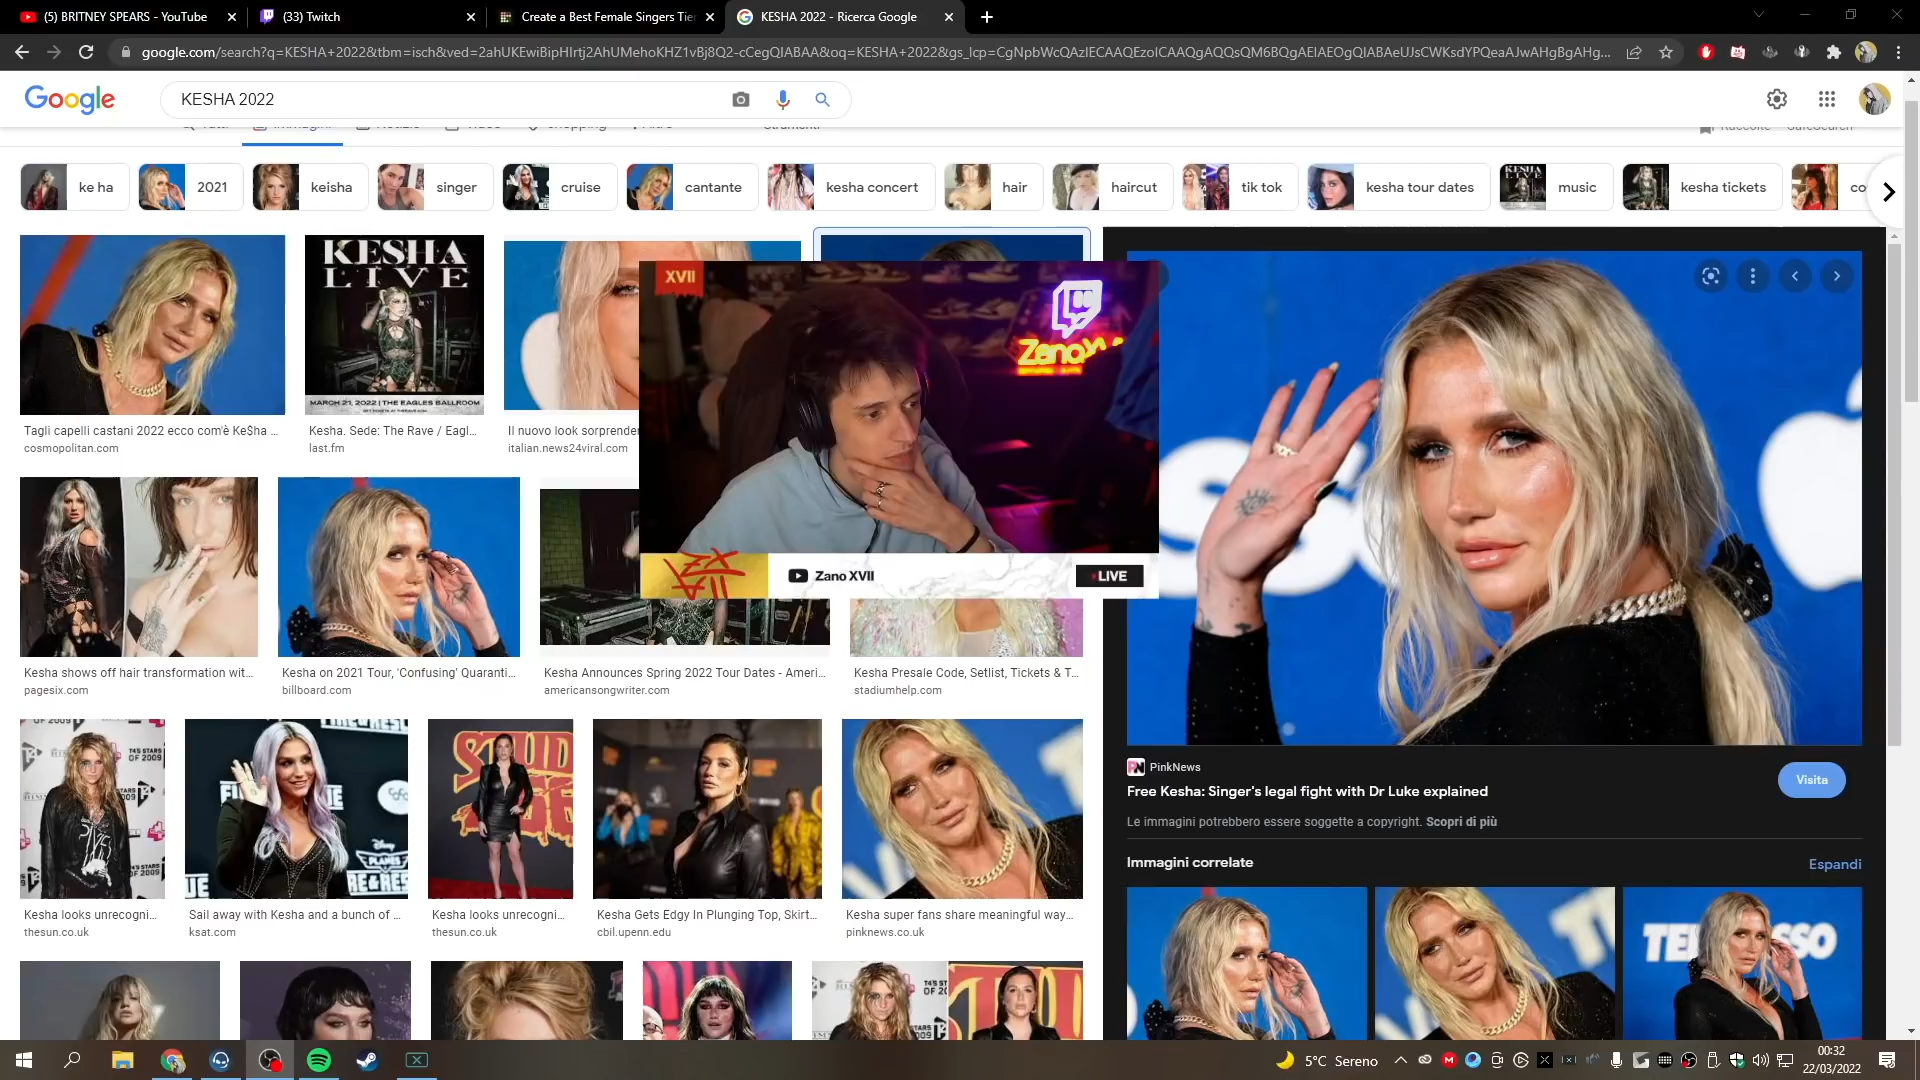 (5) BRITNEY SPEARS - YouTube
(33) Twitch
Create a Best Female Singers Tier
KESHA 2022 - Ricerca Google
google.com/search?q=KESHA+2022&tbm=isch&ved=2ahUKEwiBipHIrtj2AhUMehoKHZ1vBj8Q2-cCegQIABAA&oq=KESHA+2022&gs_lcp=CgNpbWcQAzIECAAQEzoICAAQgAQQsQM6BQgAEIAEOgQIABAeUJsCWKsdYPQeaAJwAHgBgAHg...
Google
KESHA 2022
ke ha
2021
keisha
singer
cruise
cantante
kesha concert
hair
haircut
tik tok
kesha tour dates
music
kesha tickets
co
KESHA
LIVE
MARCH 21, 2022 | THE EAGLES BALLROOM
Tagli capelli castani 2022 ecco com'è Ke$ha ...
cosmopolitan.com
Kesha. Sede: The Rave / Eagl...
last.fm
Il nuovo look sorprender
italian.news24viral.com
XVII
Zano
Zano XVII
LIVE
Kesha shows off hair transformation wit...
pagesix.com
Kesha on 2021 Tour, 'Confusing' Quaranti...
billboard.com
Kesha Announces Spring 2022 Tour Dates - Ameri...
americansongwriter.com
Kesha Presale Code, Setlist, Tickets & T...
stadiumhelp.com
PinkNews
Free Kesha: Singer's legal fight with Dr Luke explained
Visita
Le immagini potrebbero essere soggette a copyright. Scopri di più
Immagini correlate
Espandi
Kesha looks unrecogni...
thesun.co.uk
Sail away with Kesha and a bunch of ...
ksat.com
Kesha looks unrecogni...
thesun.co.uk
Kesha Gets Edgy In Plunging Top, Skirt...
cbil.upenn.edu
Kesha super fans share meaningful way...
pinknews.co.uk
5°C Sereno
00:32
22/03/2022